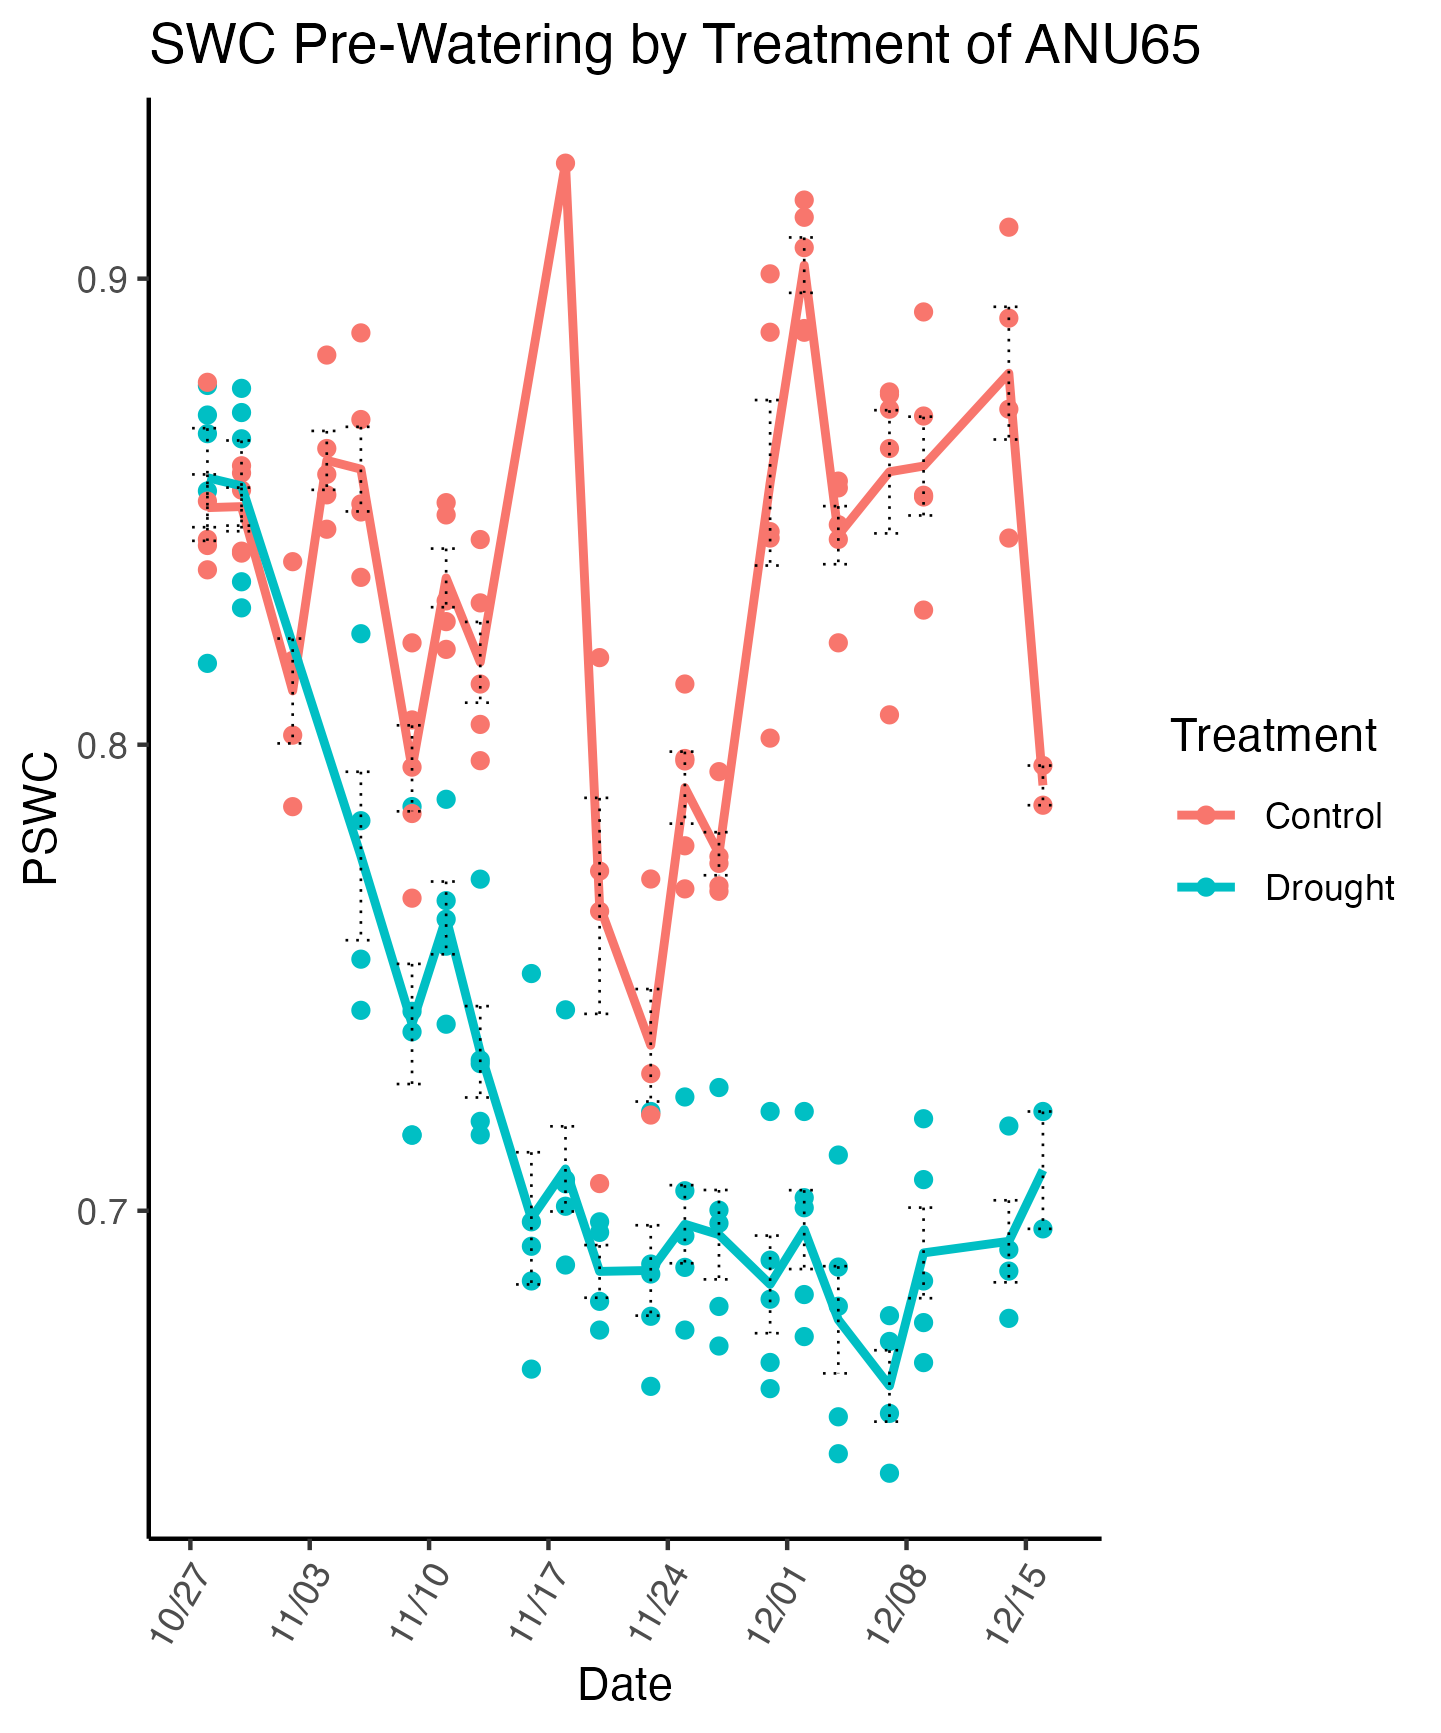 SWC Pre-Watering by Treatment of ANU65
0.9
0.8
0.7
PSWC
10/27
11/03
11/10
11/17
11/24
12/01
12/08
12/15
Date
Treatment
Control
Drought